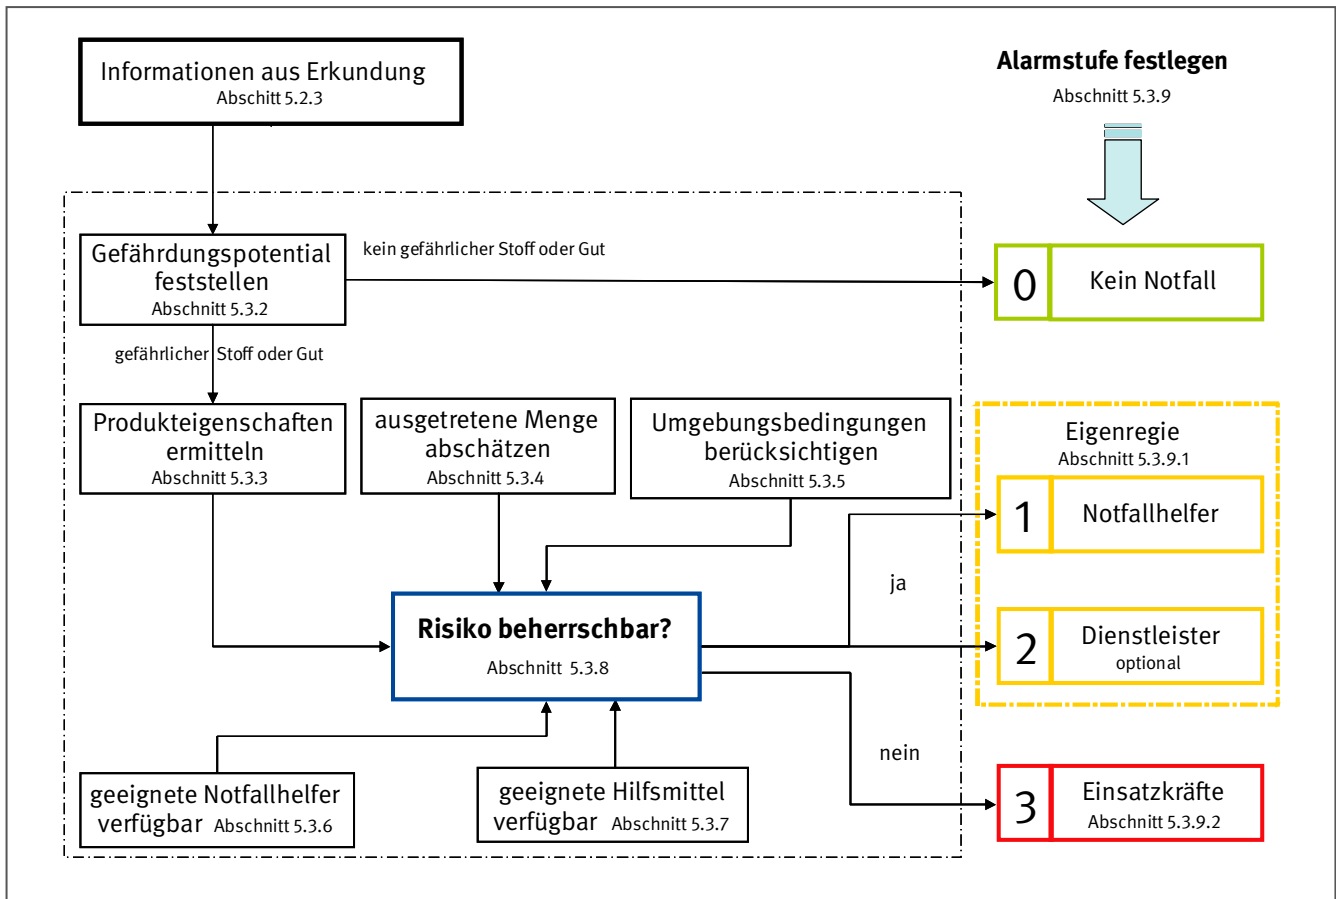 Informationen aus Erkundung
Abschitt 5.2.3
Alarmstufe festlegen
Abschnitt 5.3.9
Gefährdungspotential
feststellen
Abschnitt 5.3.2
kein gefährlicher Stoff oder Gut
0
Kein Notfall
gefährlicher Stoff oder Gut
Produkteigenschaften
ermitteln
Abschnitt 5.3.3
ausgetretene Menge
abschätzen
Abschnitt 5.3.4
Umgebungsbedingungen
berücksichtigen
Abschnitt 5.3.5
Eigenregie
Abschnitt 5.3.9.1
1
Notfallhelfer
ja
Risiko beherrschbar?
Abschnitt 5.3.8
2
Dienstleister
optional
nein
geeignete Notfallhelfer
verfügbar Abschnitt 5.3.6
geeignete Hilfsmittel
verfügbar Abschnitt 5.3.7
3
Einsatzkräfte
Abschnitt 5.3.9.2